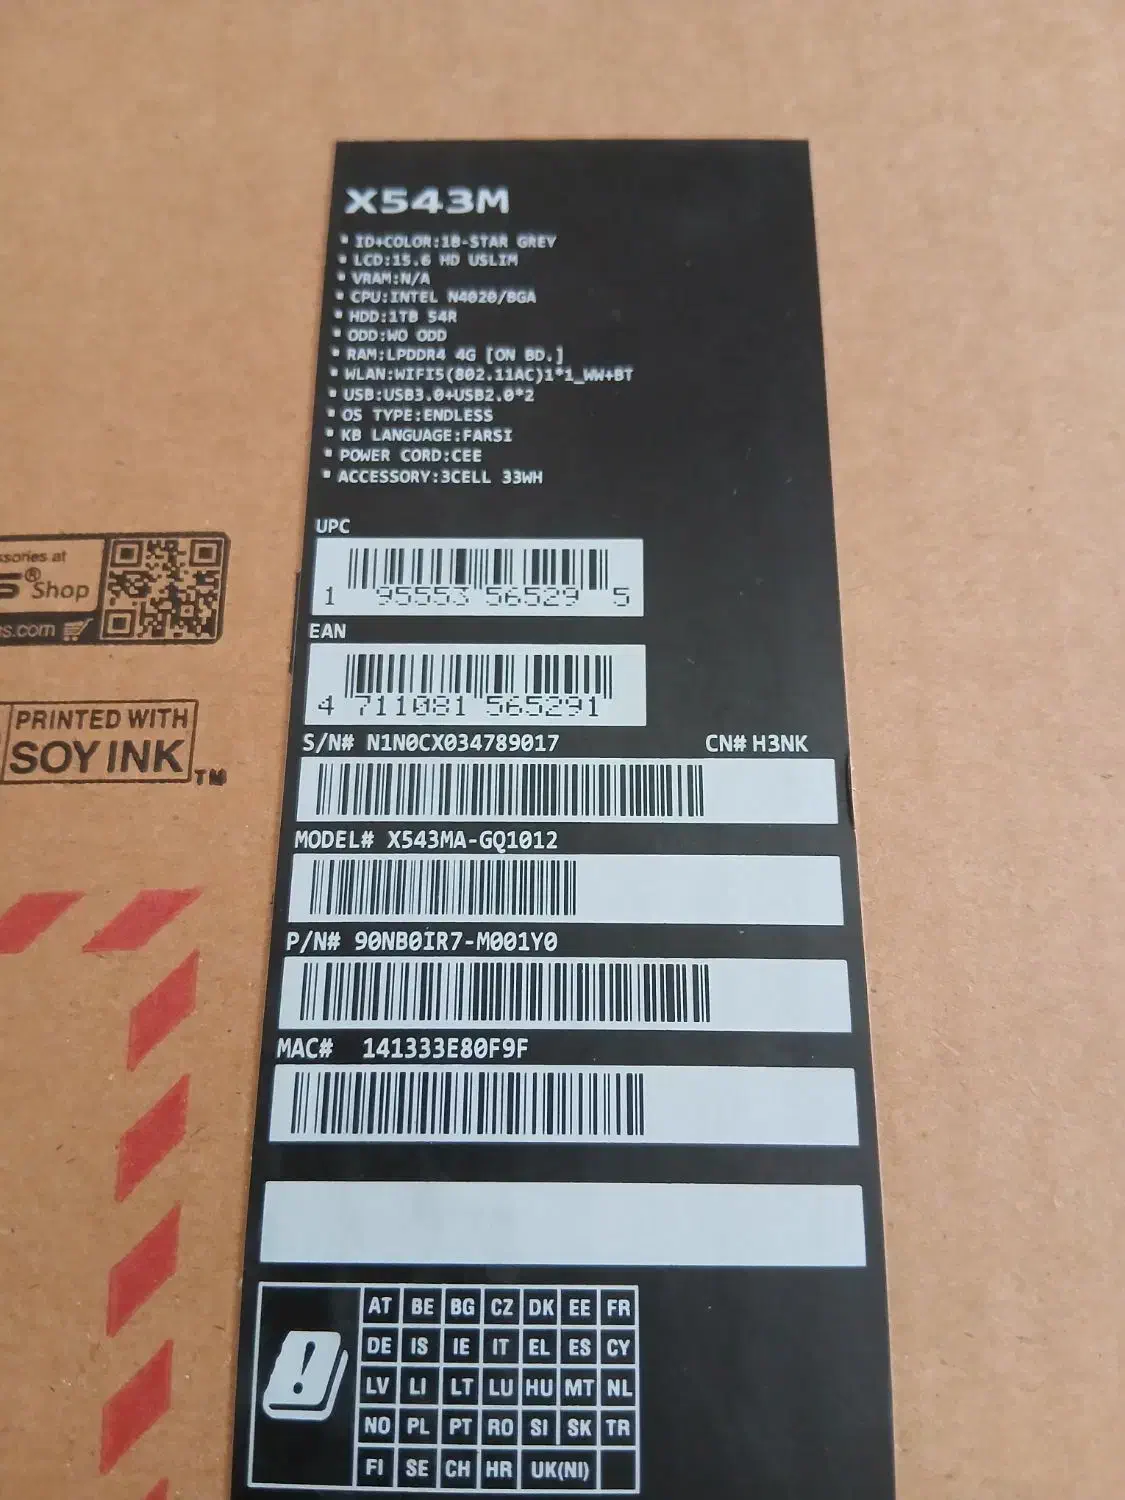 X543M
ID+COLOR:1B-STAR GREY
LCD:15.6 HD USLIM
VRAM:N/A
CPU:INTEL N4020/BGA
HDD:1TB 54R
ODD:WO ODD
RAM:LPDDR4 4G [ON BD.]
WLAN:WIFI5(802.11AC)1*1_WW+BT
USB:USB3.0+USB2.0*2
OS TYPE:ENDLESS
KB LANGUAGE:FARSI
POWER CORD:CEE
ACCESSORY:3CELL 33WH
UPC
1 95553 56529 5
EAN
4 711081 565291
S/N# N1N0CX034789017 CN# H3NK
MODEL# X543MA-GQ1012
P/N# 90NB0IR7-M001Y0
MAC# 141333E80F9F
AT BE BG CZ DK EE FR
DE IS IE IT EL ES CY
LV LI LT LU HU MT NL
NO PL PT RO SI SK TR
FI SE CH HR UK(NI)
at
® Shop
.com
PRINTED WITH
SOY INK TM